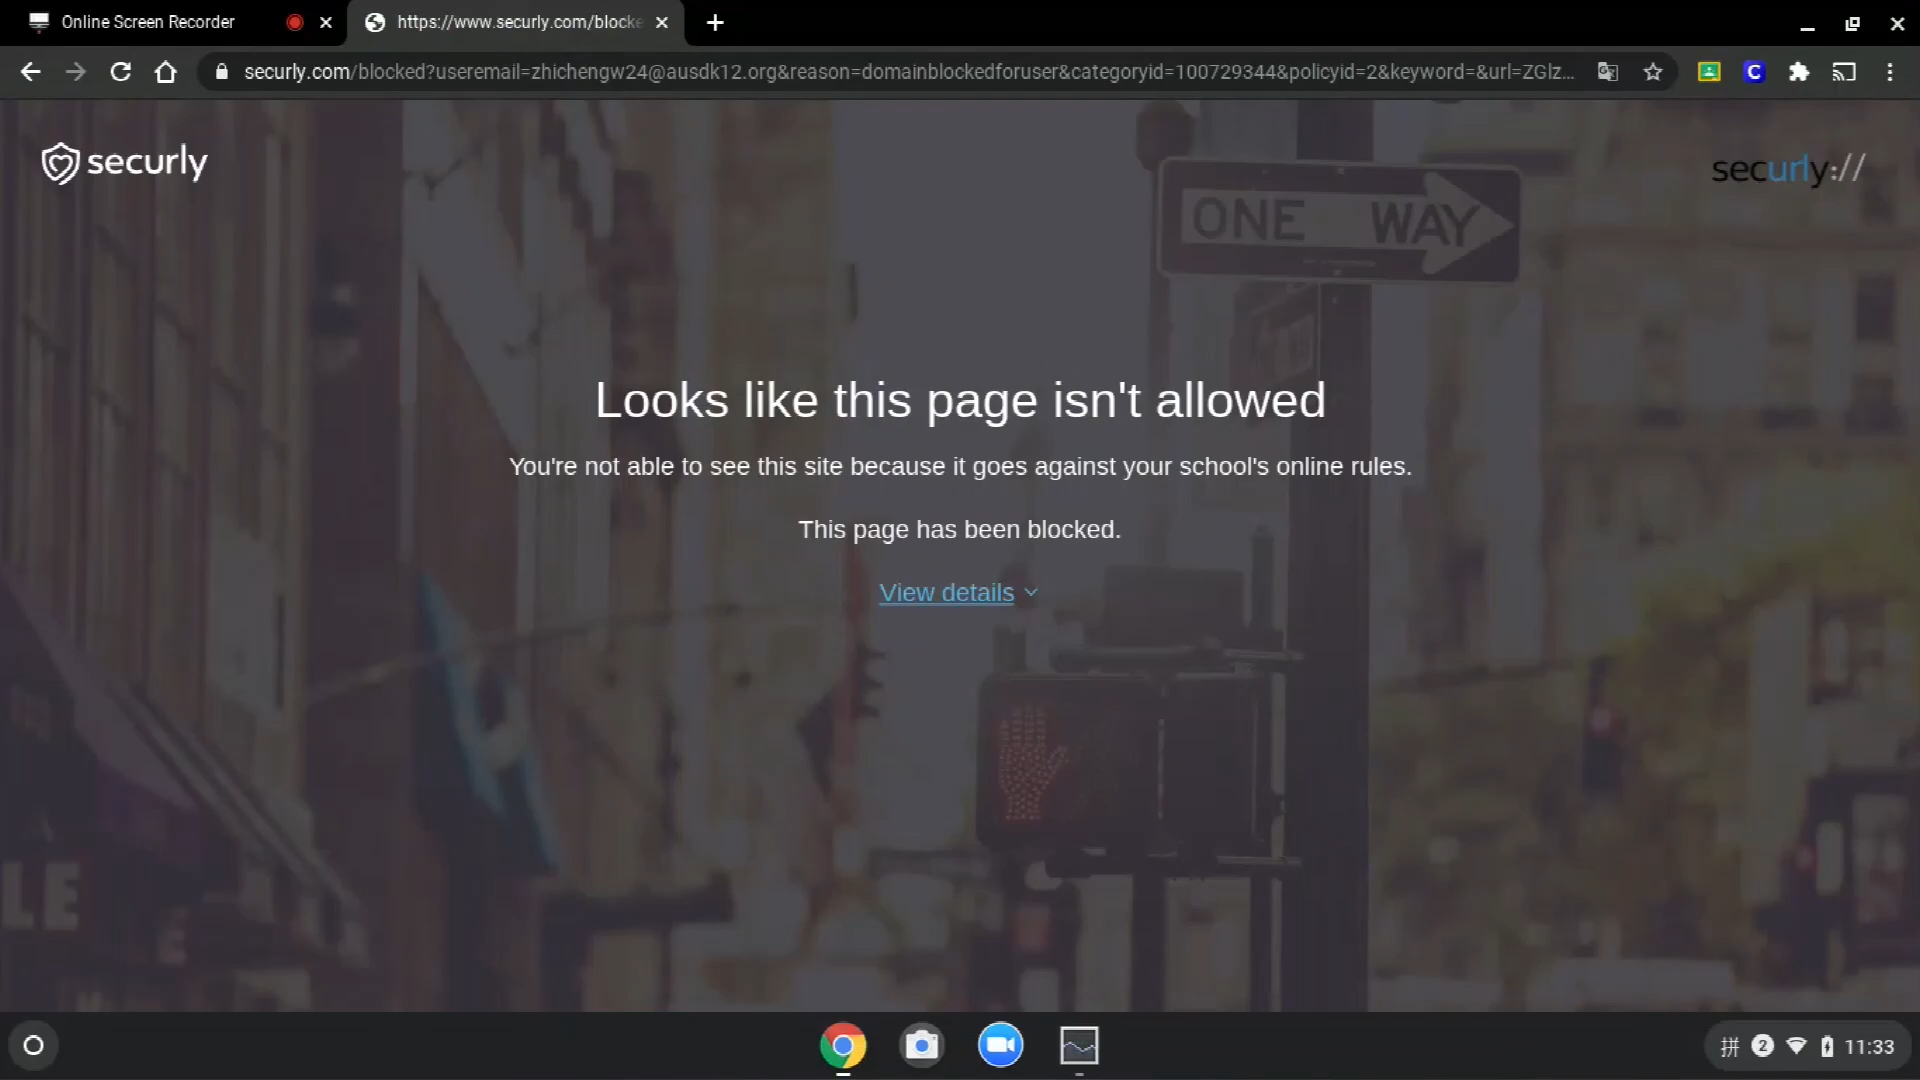 Online Screen Recorder
https://www.securly.com/blocke
securly.com/blocked?useremail=zhichengw24@ausdk12.org&reason=domainblockedforuser&categoryid=100729344&policyid=2&keyword=&url=ZGlz...
securly
securly://
ONE WAY
Looks like this page isn't allowed
You're not able to see this site because it goes against your school's online rules.
This page has been blocked.
View details
LE
拼 2 11:33